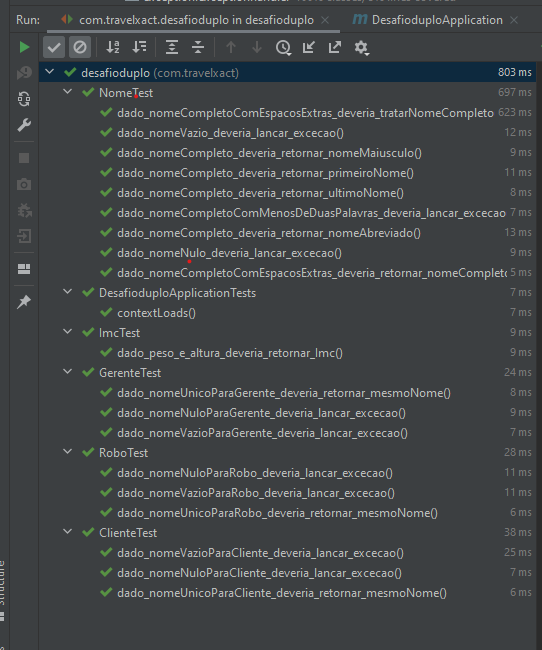 Run: com.travelxact.desafioduplo in desafioduplo × DesafioduploApplication ×
desafioduplo (com.travelxact) 803 ms
NomeTest 697 ms
dado_nomeCompletoComEspacosExtras_deveria_tratarNomeCompleto 623 ms
dado_nomeVazio_deveria_lancar_excecao() 12 ms
dado_nomeCompleto_deveria_retornar_nomeMaiusculo() 9 ms
dado_nomeCompleto_deveria_retornar_primeiroNome() 11 ms
dado_nomeCompleto_deveria_retornar_ultimoNome() 8 ms
dado_nomeCompletoComMenosDeDuasPalavras_deveria_lancar_excecao 7 ms
dado_nomeCompleto_deveria_retornar_nomeAbreviado() 13 ms
dado_nomeNulo_deveria_lancar_excecao() 9 ms
dado_nomeCompletoComEspacosExtras_deveria_retornar_nomeCompleto 5 ms
DesafioduploApplicationTests 7 ms
contextLoads() 7 ms
ImcTest 9 ms
dado_peso_e_altura_deveria_retornar_Imc() 9 ms
GerenteTest 24 ms
dado_nomeUnicoParaGerente_deveria_retornar_mesmoNome() 8 ms
dado_nomeNuloParaGerente_deveria_lancar_excecao() 9 ms
dado_nomeVazioParaGerente_deveria_lancar_excecao() 7 ms
RoboTest 28 ms
dado_nomeNuloParaRobo_deveria_lancar_excecao() 11 ms
dado_nomeVazioParaRobo_deveria_lancar_excecao() 11 ms
dado_nomeUnicoParaRobo_deveria_retornar_mesmoNome() 6 ms
ClienteTest 38 ms
dado_nomeVazioParaCliente_deveria_lancar_excecao() 25 ms
dado_nomeNuloParaCliente_deveria_lancar_excecao() 7 ms
dado_nomeUnicoParaCliente_deveria_retornar_mesmoNome() 6 ms
Structure